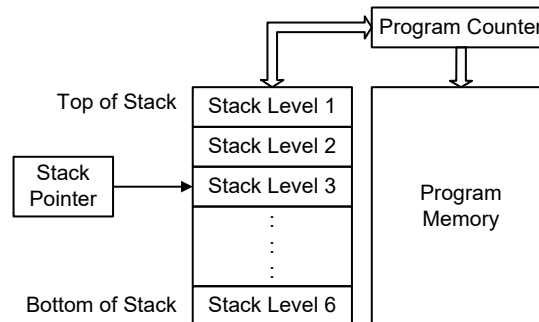 Program Counter
Top of Stack
Stack Level 1
Stack Level 2
Stack
Pointer
Stack Level 3
Program
Memory
:
:
:
Bottom of Stack
Stack Level 6